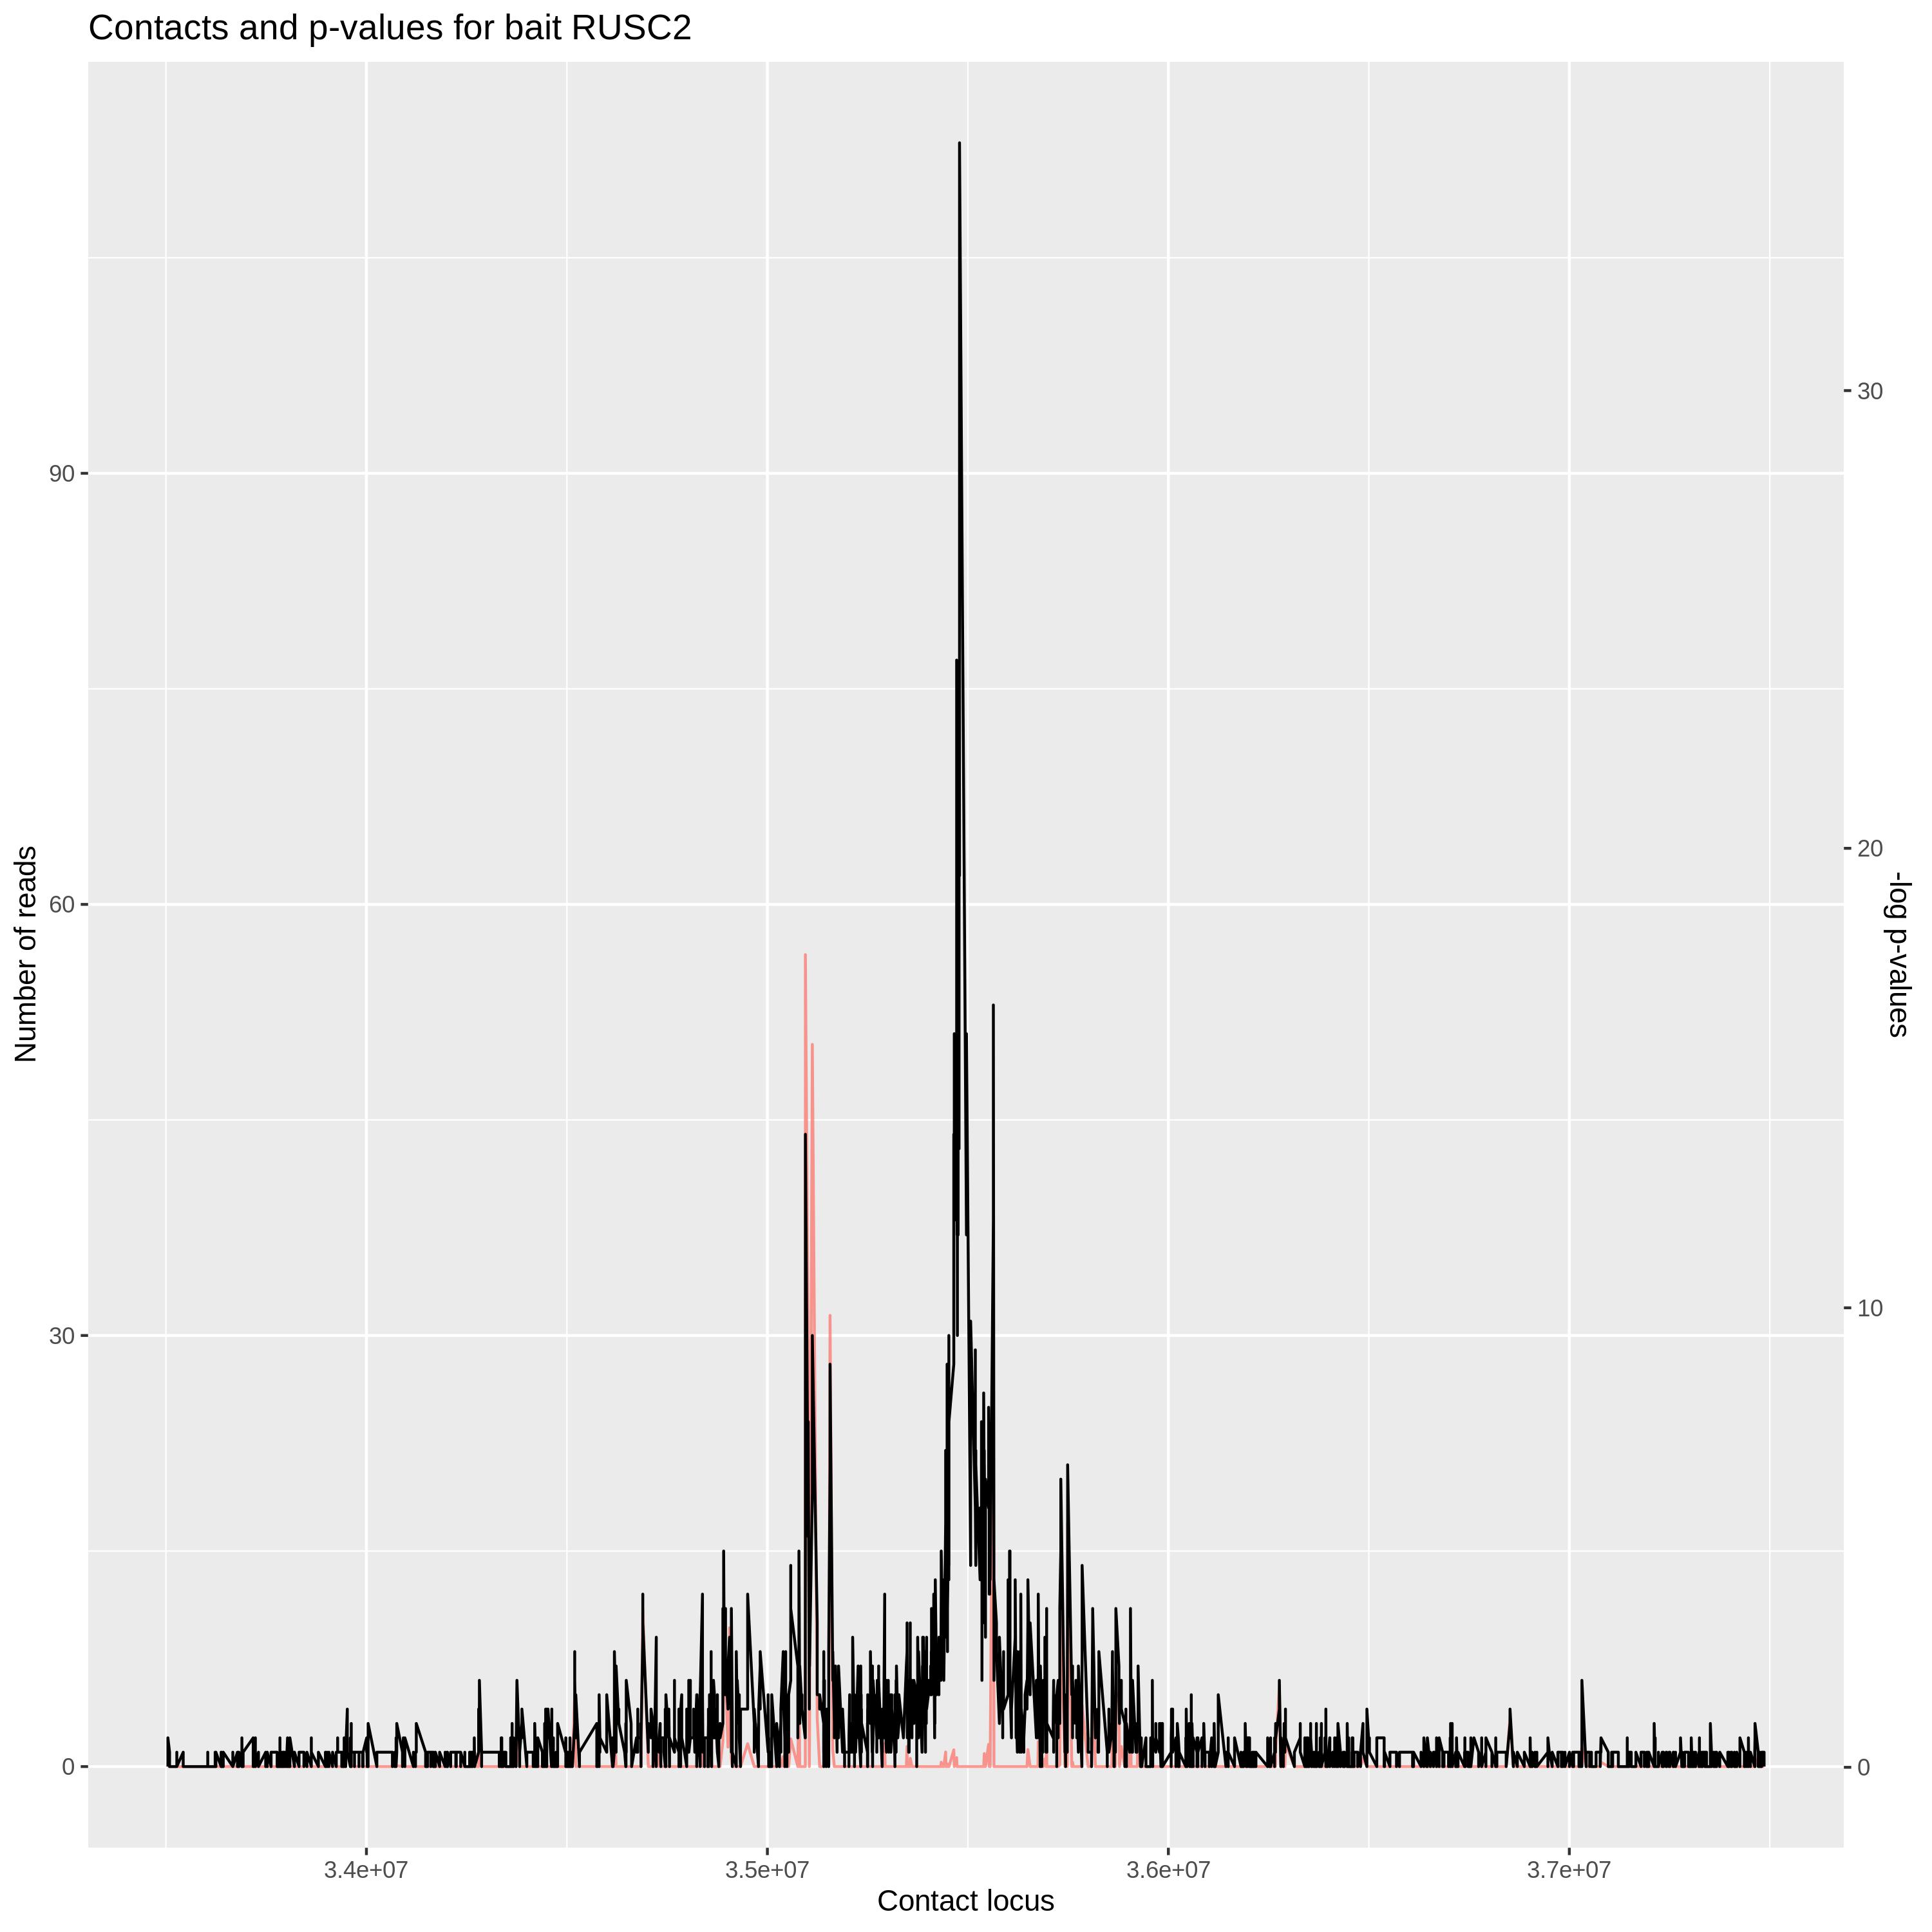 Contacts and p-values for bait RUSC2
Number of reads
90
60
30
0
30
20
10
0
-log p-values
3.4e+07 3.5e+07 3.6e+07 3.7e+07
Contact locus